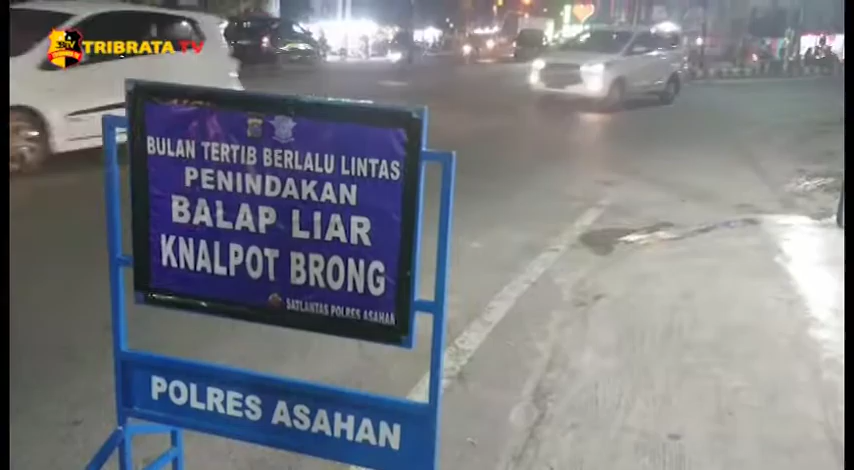 TRIBRATA TV
BULAN TERTIB BERLALU LINTAS
PENINDAKAN
BALAP LIAR
KNALPOT BRONG
SATLANTAS POLRES ASAHAN
POLRES ASAHAN